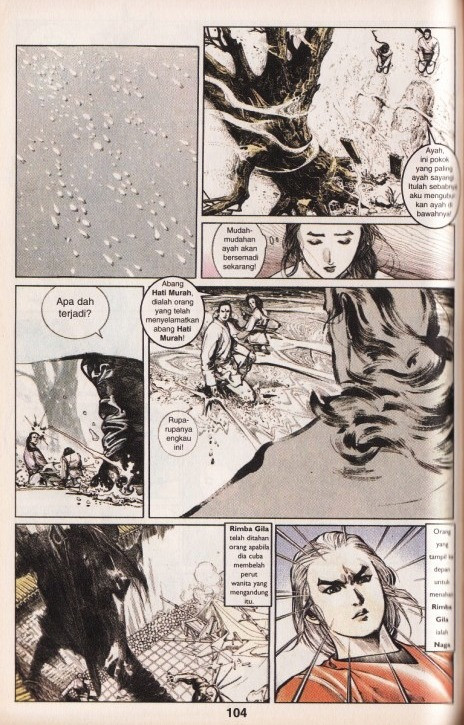 Ayah,
ini pokok
yang paling
ayah sayangi.
Itulah sebabnya
aku mengubur-
kan ayah di
bawahnya!
Mudah-
mudahan
ayah akan
bersemadi
sekarang!
Apa dah
terjadi?
Abang
Hati Murah,
dialah orang
yang telah
menyelamatkan
abang Hati
Murah!
Rupa-
rupanya
engkau
ini!
Rimba Gila
telah ditahan
orang apabila
dia cuba
membelah
perut
wanita yang
mengandung
itu.
Orang
yang
tampil ke
depan
untuk
menahan
Rimba
Gila
ialah
Naga
104